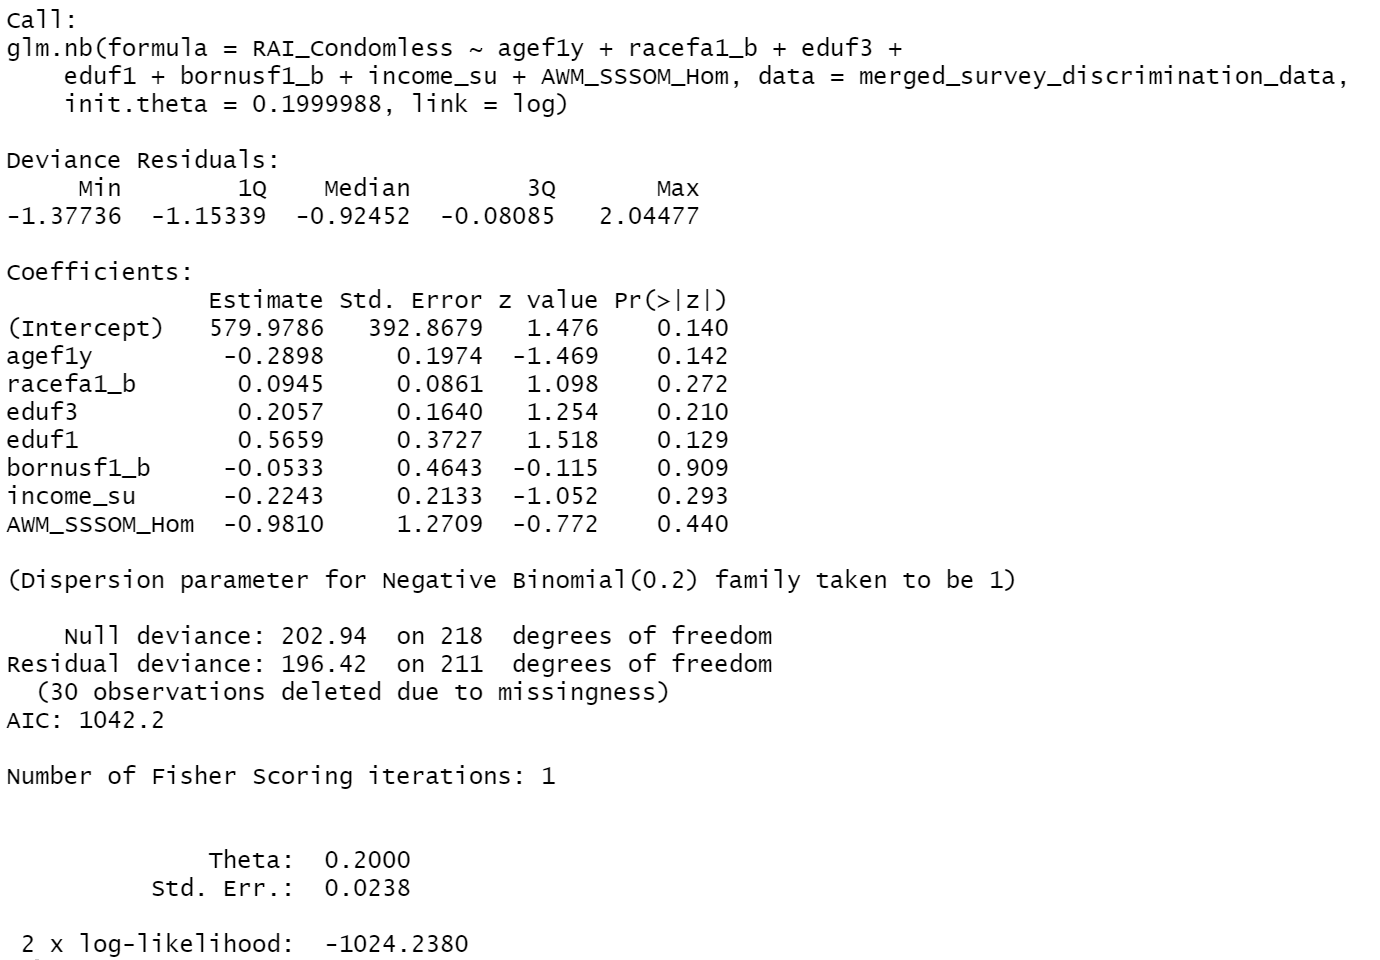 Call:
glm.nb(formula = RAI_Condomless ~ agef1y + racefa1_b + eduf3 +
    eduf1 + bornusf1_b + income_su + AWM_SSSOM_Hom, data = merged_survey_discrimination_data,
    init.theta = 0.1999988, link = log)

Deviance Residuals:
     Min        1Q    Median        3Q       Max
-1.37736  -1.15339  -0.92452  -0.08085   2.04477

Coefficients:
              Estimate Std. Error z value Pr(>|z|)
(Intercept)   579.9786   392.8679   1.476    0.140
agef1y         -0.2898     0.1974  -1.469    0.142
racefa1_b       0.0945     0.0861   1.098    0.272
eduf3           0.2057     0.1640   1.254    0.210
eduf1           0.5659     0.3727   1.518    0.129
bornusf1_b     -0.0533     0.4643  -0.115    0.909
income_su      -0.2243     0.2133  -1.052    0.293
AWM_SSSOM_Hom  -0.9810     1.2709  -0.772    0.440

(Dispersion parameter for Negative Binomial(0.2) family taken to be 1)

    Null deviance: 202.94  on 218  degrees of freedom
Residual deviance: 196.42  on 211  degrees of freedom
  (30 observations deleted due to missingness)
AIC: 1042.2

Number of Fisher Scoring iterations: 1


              Theta:  0.2000
          Std. Err.:  0.0238

 2 x log-likelihood:  -1024.2380